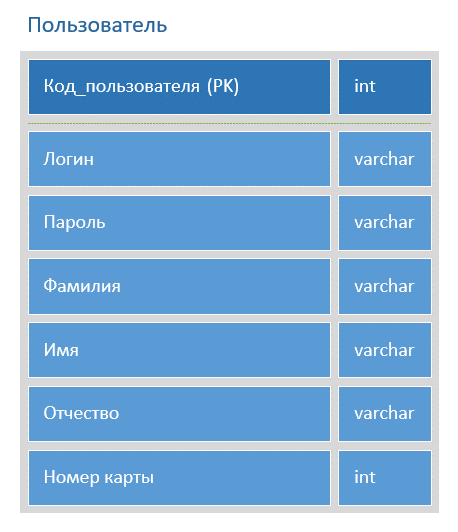 Пользователь
Код_пользователя (PK) int
Логин varchar
Пароль varchar
Фамилия varchar
Имя varchar
Отчество varchar
Номер карты int